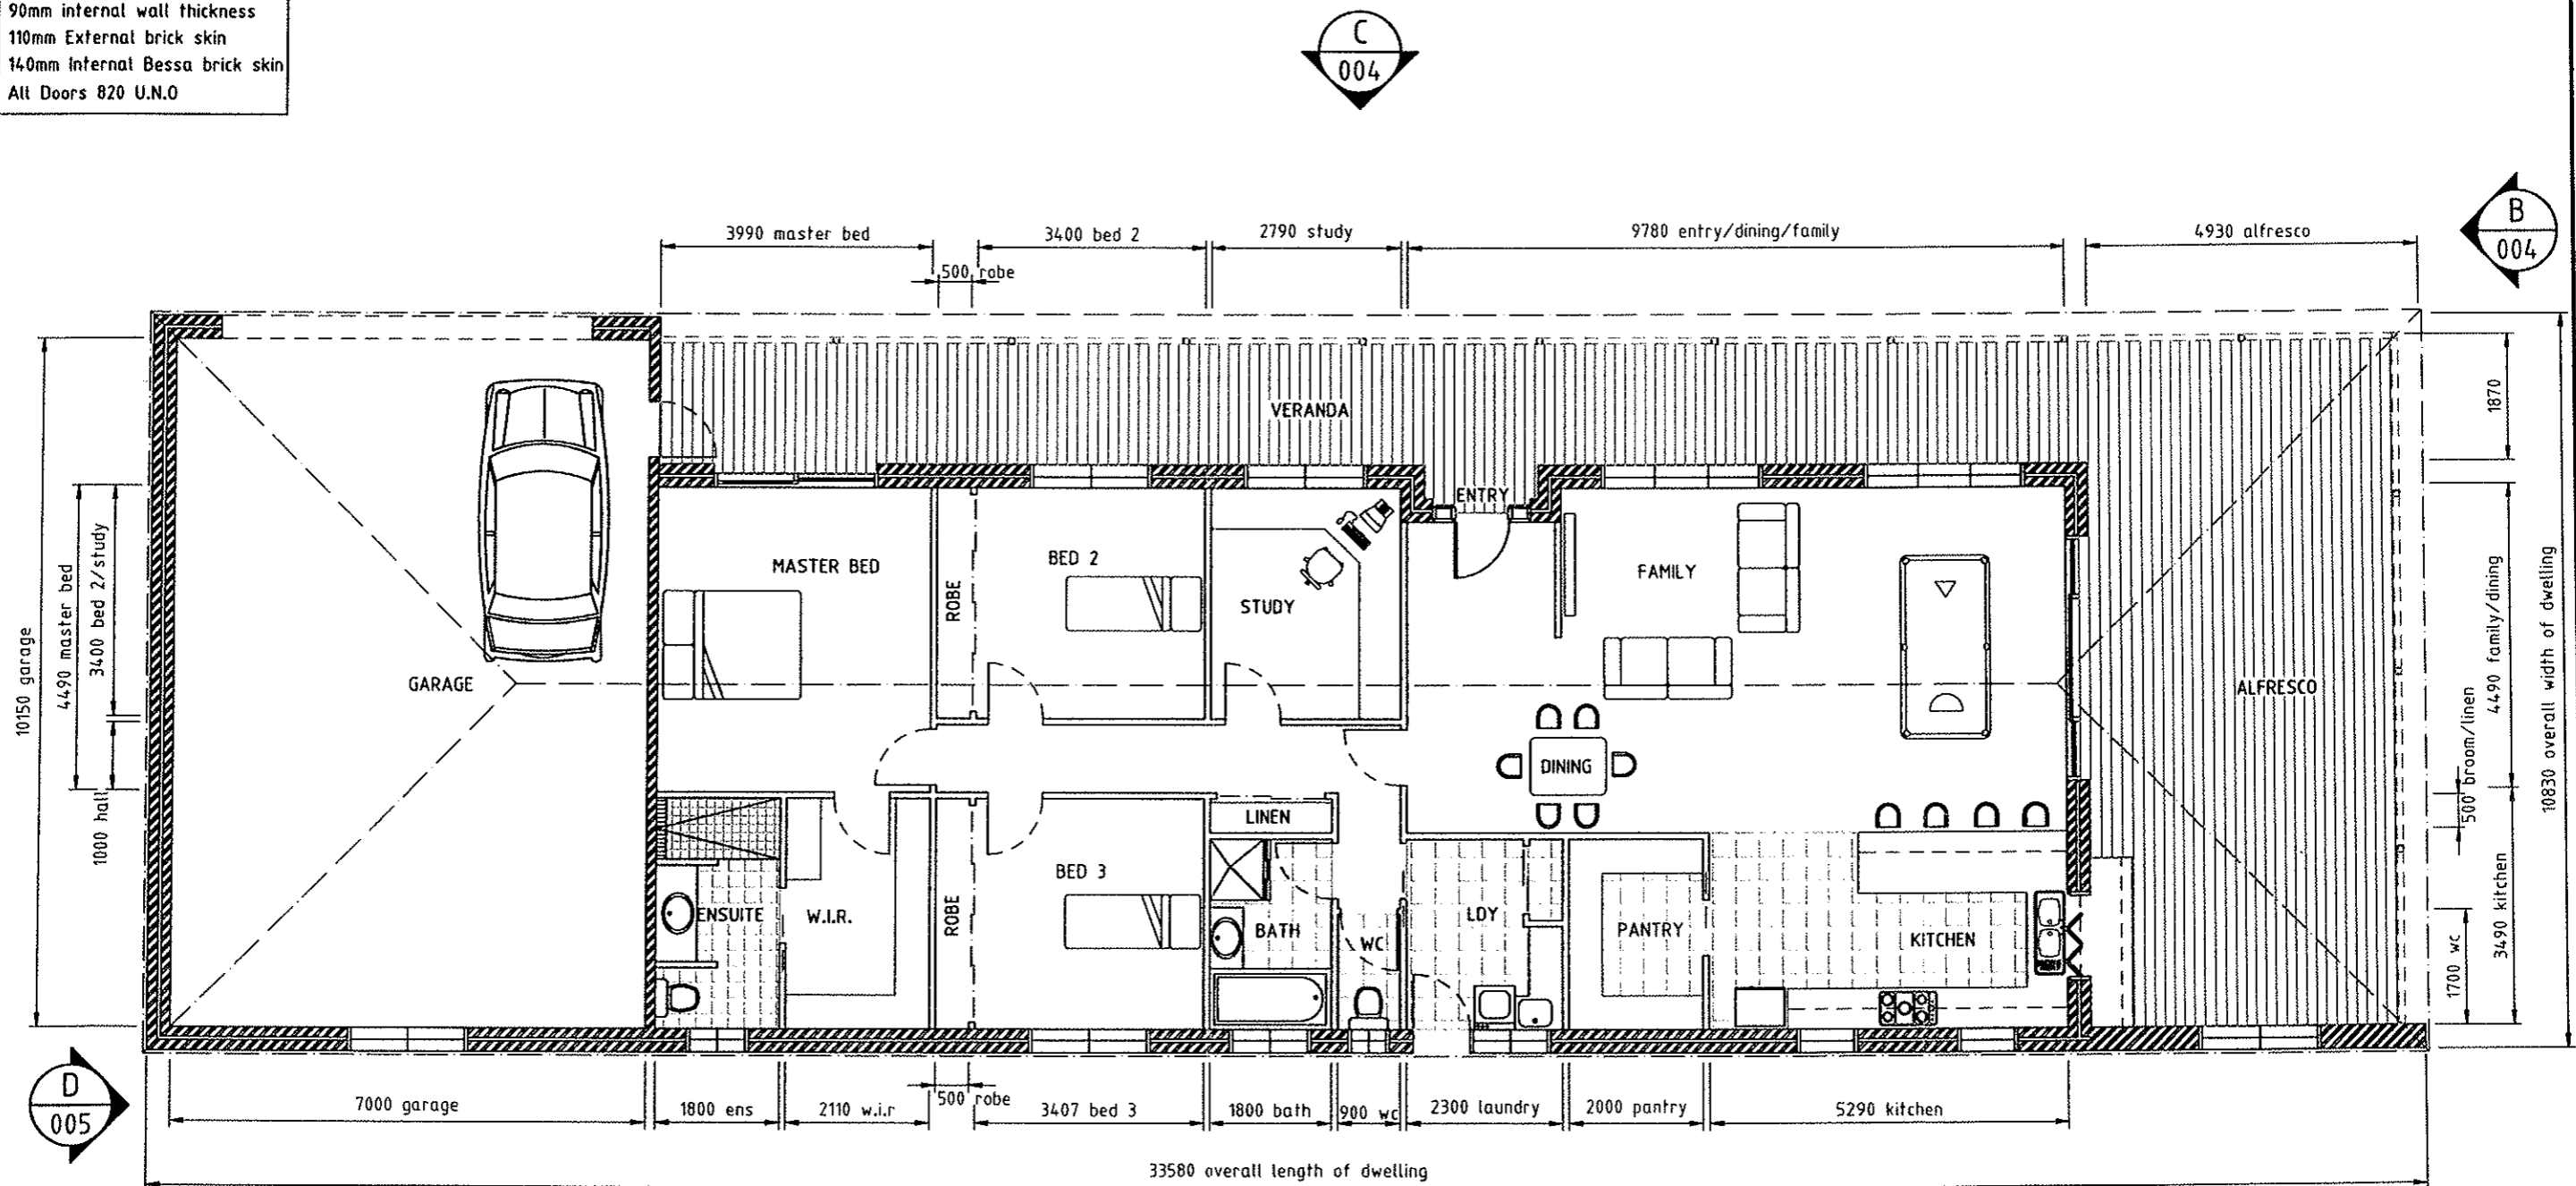 90mm internal wall thickness
110mm External brick skin
140mm Internal Bessa brick skin
All Doors 820 U.N.O
C
004
B
004
3990 master bed
3400 bed 2
2790 study
9780 entry/dining/family
4930 alfresco
500 robe
VERANDA
1870
ENTRY
MASTER BED
BED 2
ROBE
STUDY
FAMILY
GARAGE
ALFRESCO
DINING
10150 garage
4490 master bed
3400 bed 2/study
1000 hall
4490 family/dining
10830 overall width of dwelling
500 broom/linen
3490 kitchen
1700 wc
LINEN
BED 3
ROBE
ENSUITE
W.I.R.
BATH
WC
LDY
PANTRY
KITCHEN
D
005
7000 garage
1800 ens
2110 w.i.r
500 robe
3407 bed 3
1800 bath
900 wc
2300 laundry
2000 pantry
5290 kitchen
33580 overall length of dwelling